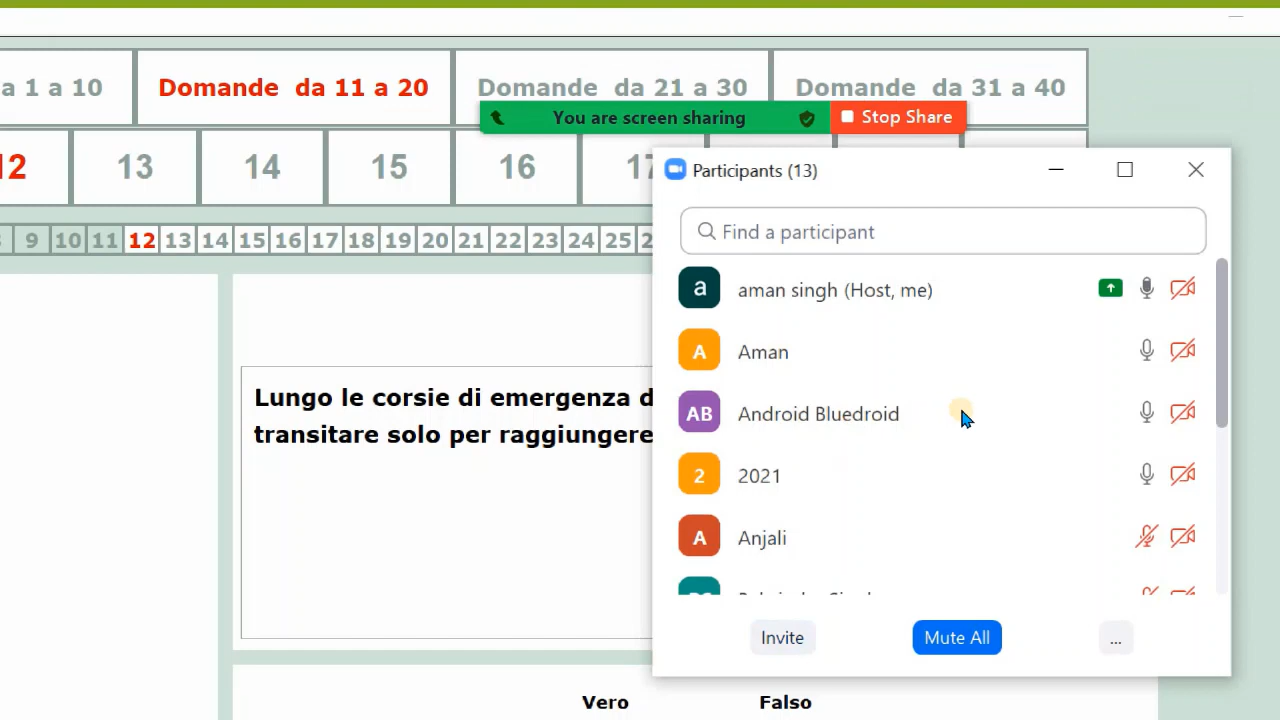 a 1 a 10
Domande da 11 a 20
Domande da 21 a 30
Domande da 31 a 40
You are screen sharing
Stop Share
12 13 14 15 16 17
9 10 11 12 13 14 15 16 17 18 19 20 21 22 23 24 25
Lungo le corsie di emergenza
transitare solo per raggiungere
Vero Falso
Participants (13)
Find a participant
a aman singh (Host, me)
A Aman
AB Android Bluedroid
2 2021
A Anjali
Invite Mute All ...